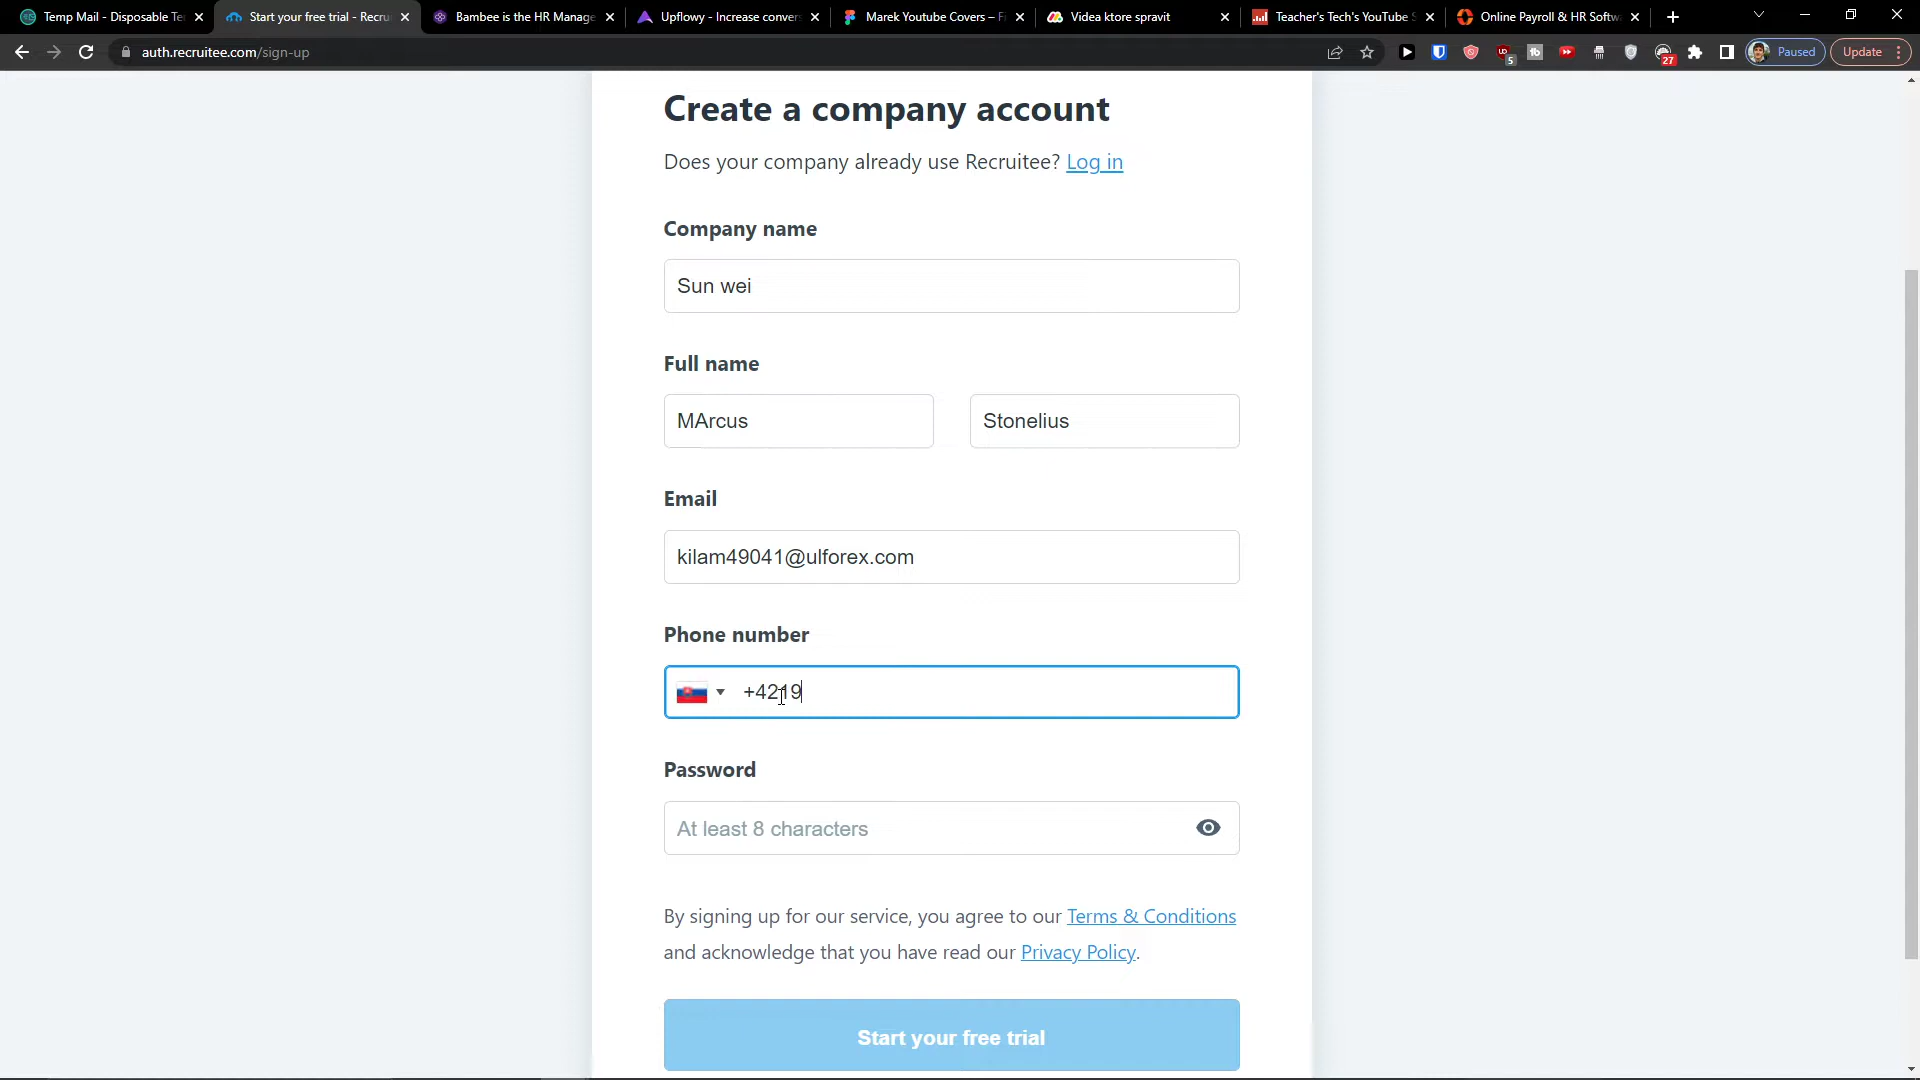 Temp Mail - Disposable Te
Start your free trial - Recru
Bambee is the HR Manage
Upflowy - Increase conver
Marek Youtube Covers – Fi
Videa ktore spravit
Teacher's Tech's YouTube S
Online Payroll & HR Softw
auth.recruitee.com/sign-up
5
27
Paused
Update
Create a company account
Does your company already use Recruitee? Log in
Company name
Sun wei
Full name
MArcus
Stonelius
Email
kilam49041@ulforex.com
Phone number
+4219
Password
At least 8 characters
By signing up for our service, you agree to our Terms & Conditions
and acknowledge that you have read our Privacy Policy.
Start your free trial